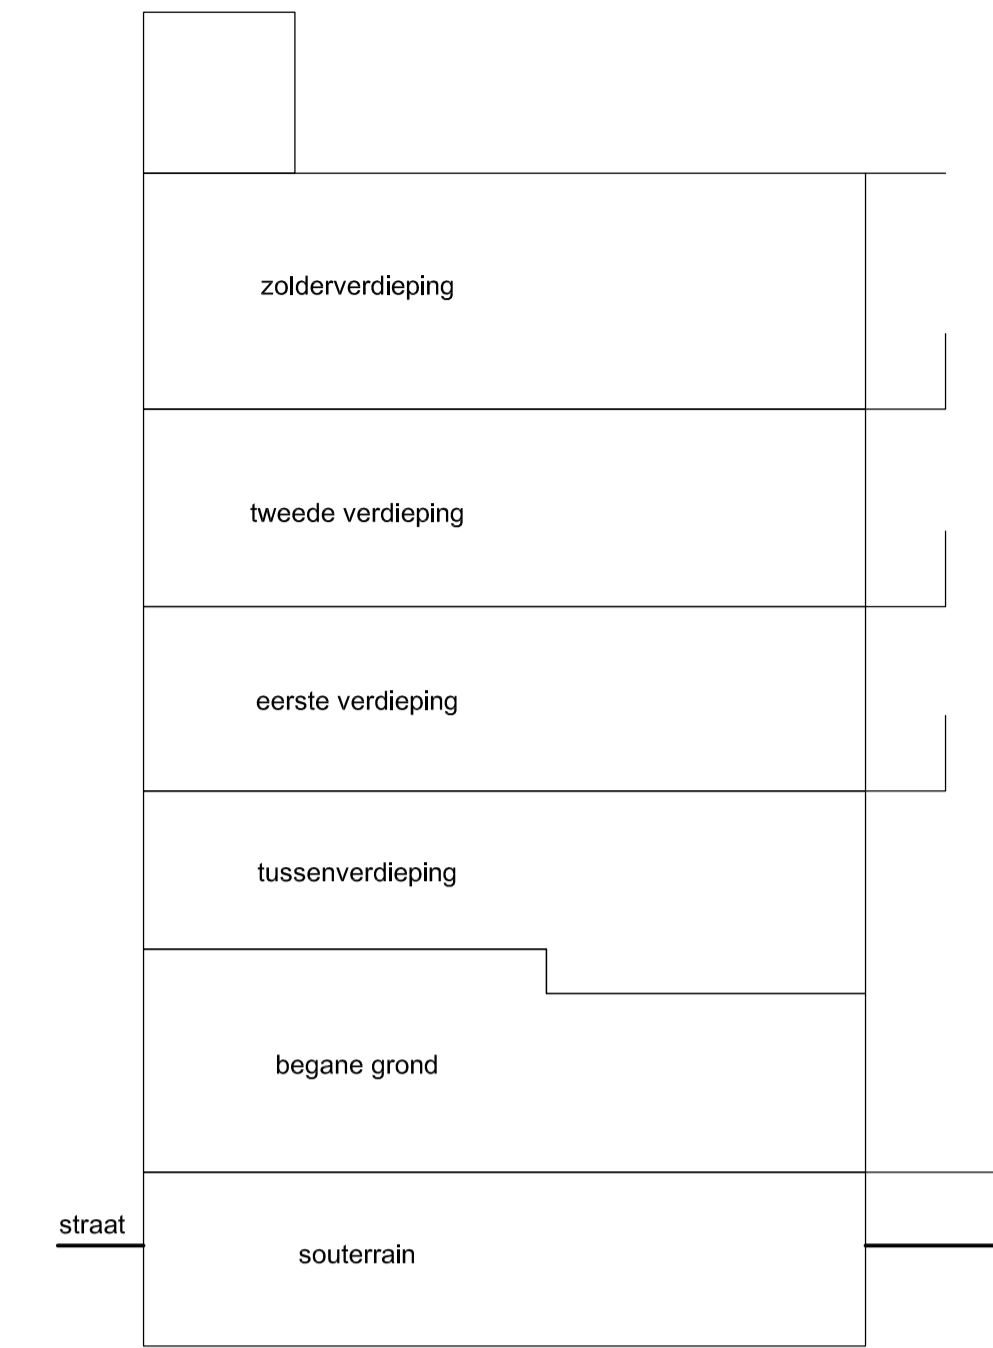 zolderverdieping
tweede verdieping
eerste verdieping
tussenverdieping
begane grond
straat
souterrain